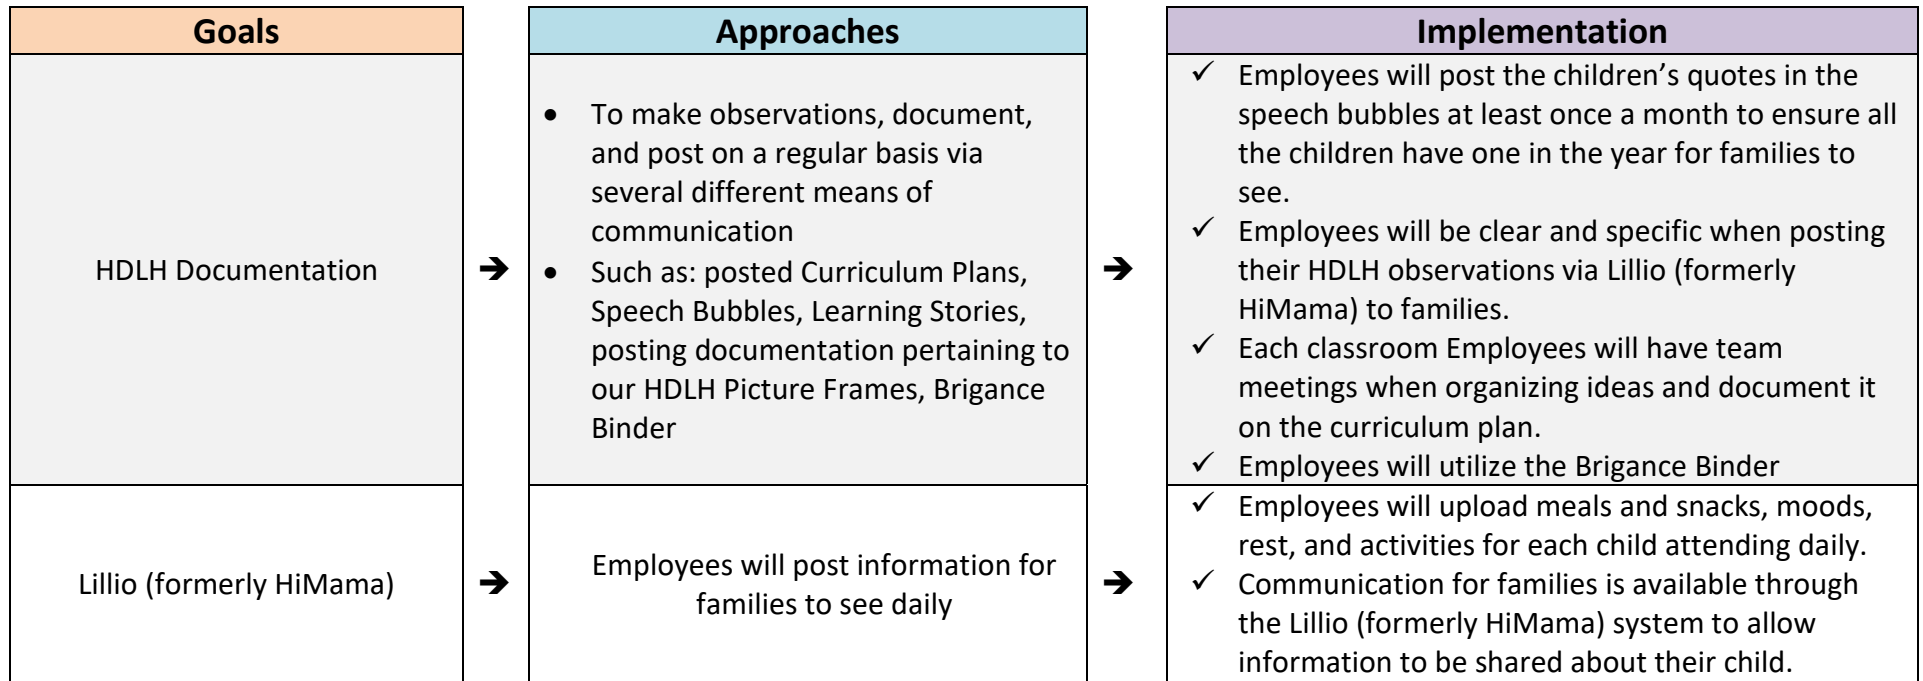 Goals
Approaches
Implementation
HDLH Documentation
➔
• To make observations, document,
and post on a regular basis via
several different means of
communication
• Such as: posted Curriculum Plans,
Speech Bubbles, Learning Stories,
posting documentation pertaining to
our HDLH Picture Frames, Brigance
Binder
➔
✓ Employees will post the children’s quotes in the
speech bubbles at least once a month to ensure all
the children have one in the year for families to
see.
✓ Employees will be clear and specific when posting
their HDLH observations via Lillio (formerly
HiMama) to families.
✓ Each classroom Employees will have team
meetings when organizing ideas and document it
on the curriculum plan.
✓ Employees will utilize the Brigance Binder
Lillio (formerly HiMama)
➔
Employees will post information for
families to see daily
➔
✓ Employees will upload meals and snacks, moods,
rest, and activities for each child attending daily.
✓ Communication for families is available through
the Lillio (formerly HiMama) system to allow
information to be shared about their child.